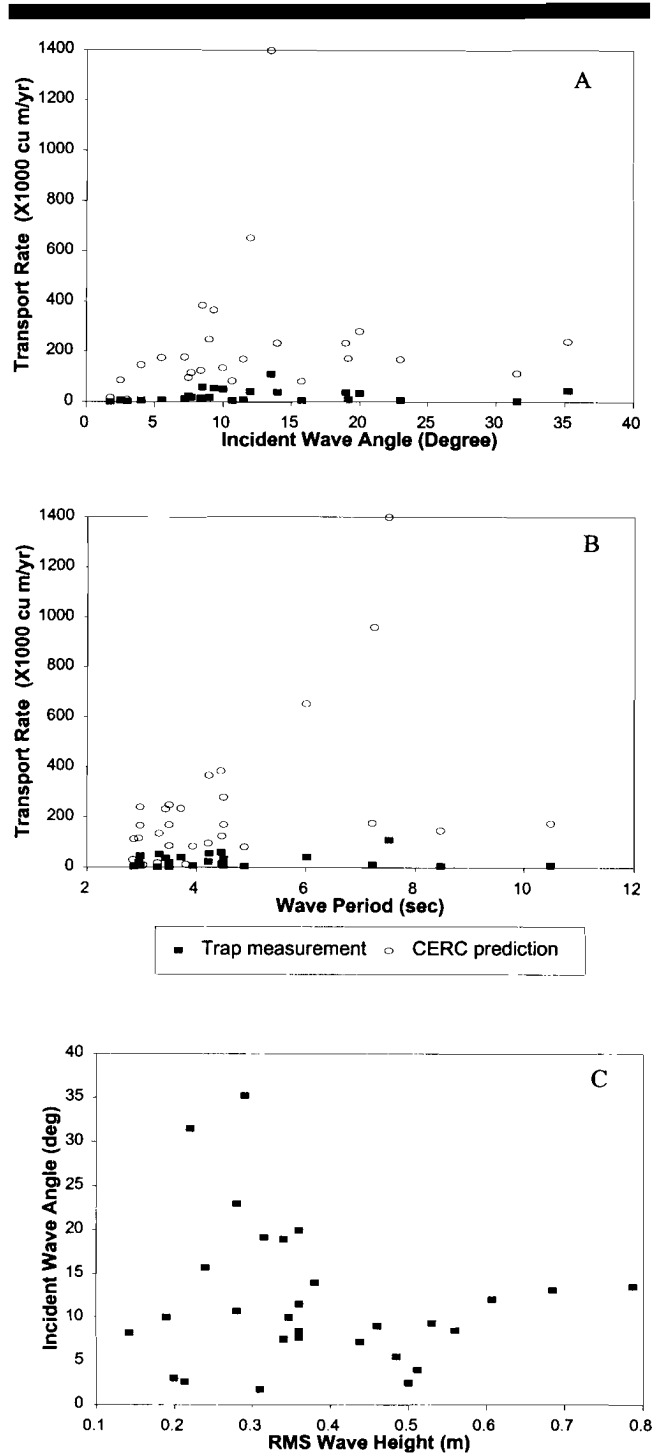 1400
1200
1000
800
600
400
200
0
Transport Rate (X1000 cu m/yr)
A
0 5 10 15 20 25 30 35 40
Incident Wave Angle (Degree)
1400
1200
1000
800
600
400
200
0
Transport Rate (X1000 cu m/yr)
B
2 4 6 8 10 12
Wave Period (sec)
Trap measurement CERC prediction
40
35
30
25
20
15
10
5
0
Incident Wave Angle (deg)
C
0.1 0.2 0.3 0.4 0.5 0.6 0.7 0.8
RMS Wave Height (m)